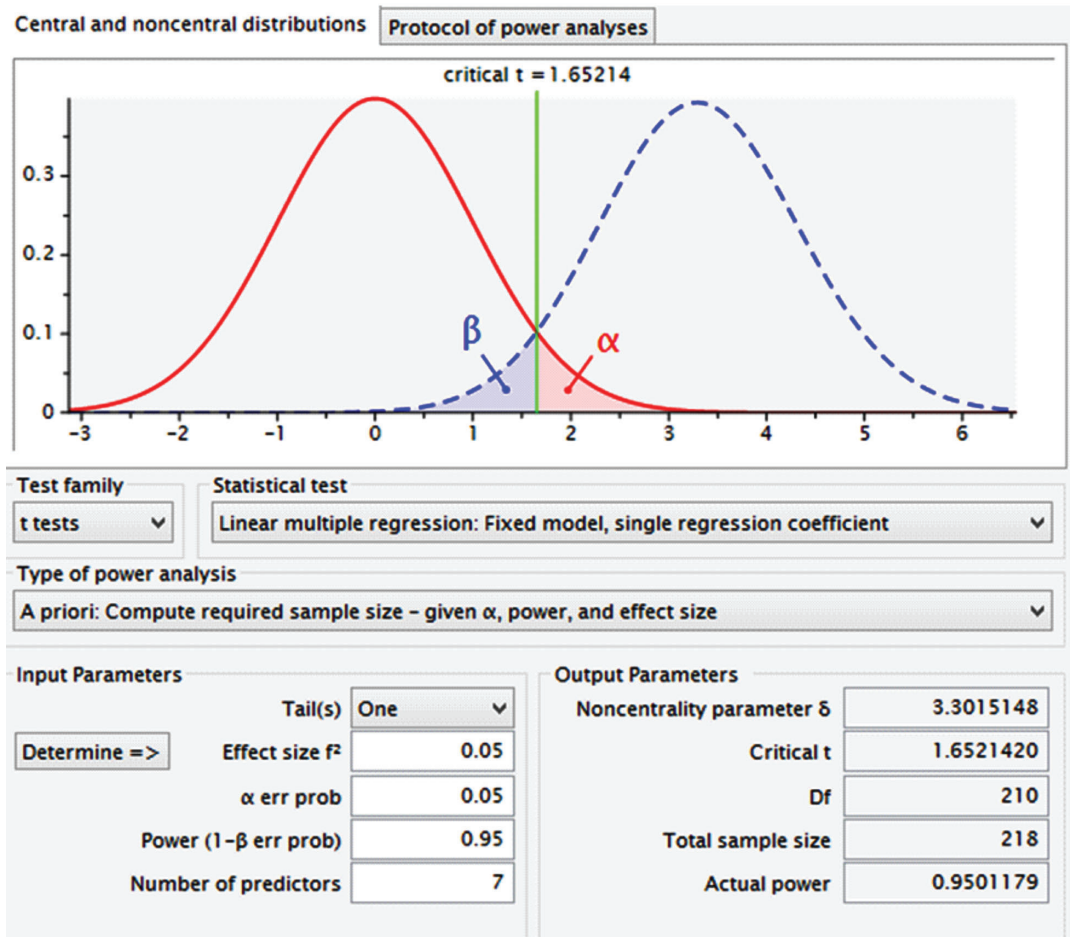 Central and noncentral distributions Protocol of power analyses
critical t = 1.65214
0.3
0.2
0.1
0
β α
-3 -2 -1 0 1 2 3 4 5 6
Test family Statistical test
t tests Linear multiple regression: Fixed model, single regression coefficient
Type of power analysis
A priori: Compute required sample size – given α, power, and effect size
Input Parameters
Tail(s) One
Determine => Effect size f² 0.05
α err prob 0.05
Power (1-β err prob) 0.95
Number of predictors 7
Output Parameters
Noncentrality parameter δ 3.3015148
Critical t 1.6521420
Df 210
Total sample size 218
Actual power 0.9501179